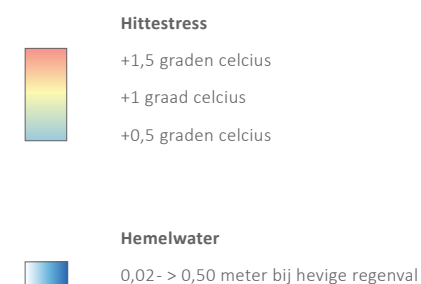 Hittestress
+1,5 graden celcius
+1 graad celcius
+0,5 graden celcius
Hemelwater
0,02- > 0,50 meter bij hevige regenval